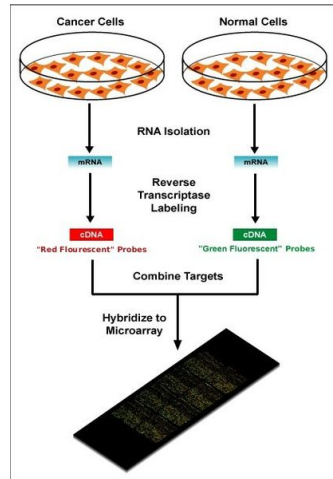 Cancer Cells
Normal Cells
RNA Isolation
mRNA
mRNA
Reverse
Transcriptase
Labeling
cDNA
cDNA
"Red Flourescent" Probes
"Green Fluorescent" Probes
Combine Targets
Hybridize to
Microarray